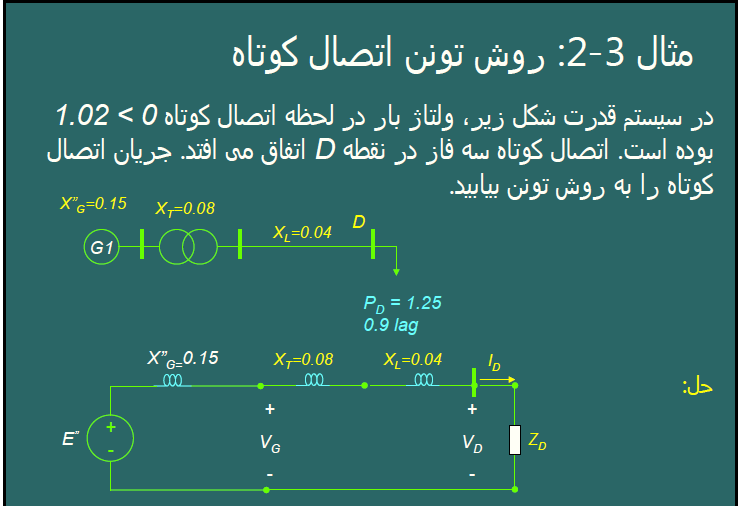 مثال 3-2: روش تونن اتصال کوتاه
در سیستم قدرت شکل زیر، ولتاژ بار در لحظه اتصال کوتاه 1.02 < 0
بوده است. اتصال کوتاه سه فاز در نقطه D اتفاق می افتد. جریان اتصال
کوتاه را به روش تونن بیابید.
X”G=0.15 XT=0.08
XL=0.04 D
G1
PD = 1.25
0.9 lag
حل:
X”G=0.15 XT=0.08 XL=0.04 ID
+ + +
E” VG VD ZD
- - -